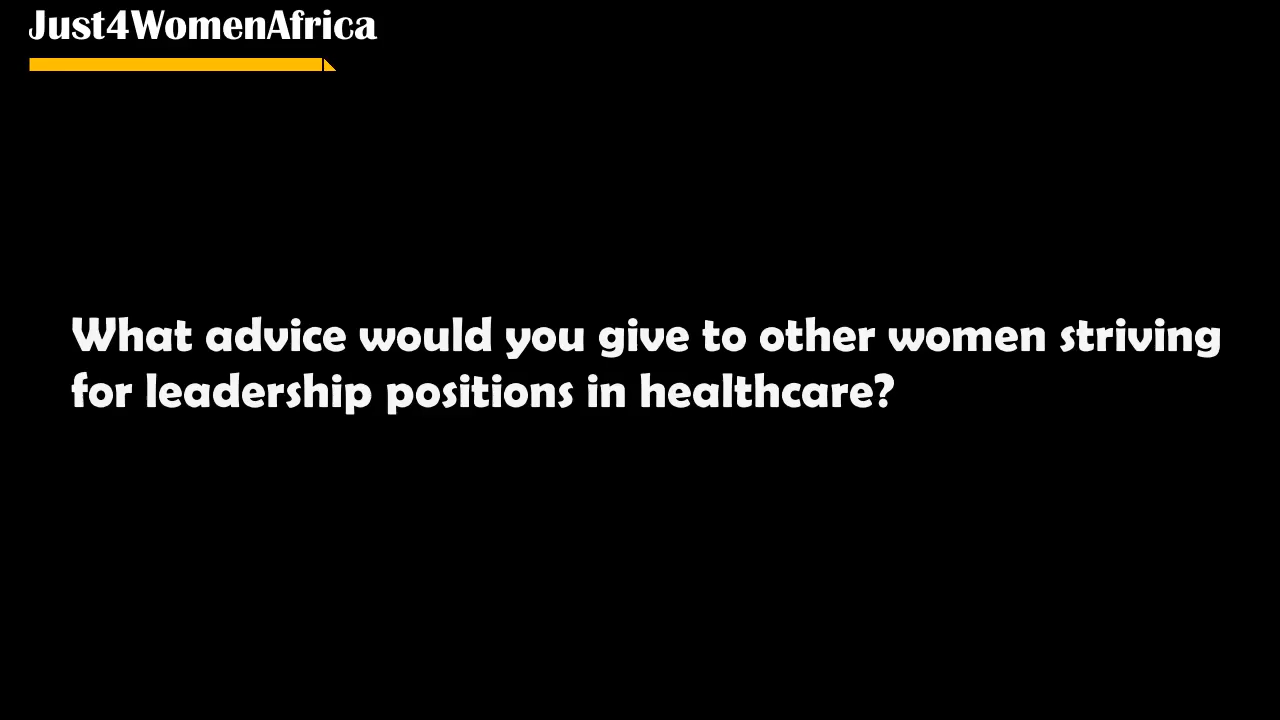 Just4WomenAfrica
What advice would you give to other women striving
for leadership positions in healthcare?